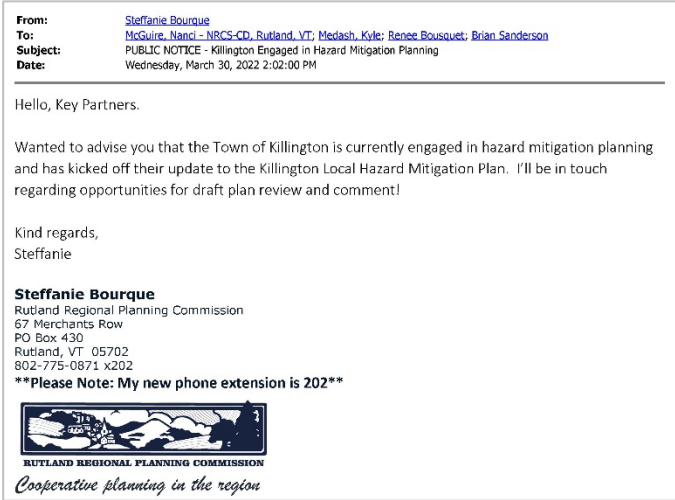 From: Steffanie Bourque
To: McGuire, Nanci - NRCS-CD, Rutland, VT; Medash, Kyle; Renee Bousquet; Brian Sanderson
Subject: PUBLIC NOTICE - Killington Engaged in Hazard Mitigation Planning
Date: Wednesday, March 30, 2022 2:02:00 PM
Hello, Key Partners.
Wanted to advise you that the Town of Killington is currently engaged in hazard mitigation planning
and has kicked off their update to the Killington Local Hazard Mitigation Plan.  I'll be in touch
regarding opportunities for draft plan review and comment!
Kind regards,
Steffanie
Steffanie Bourque
Rutland Regional Planning Commission
67 Merchants Row
PO Box 430
Rutland, VT  05702
802-775-0871 x202
**Please Note: My new phone extension is 202**
RUTLAND REGIONAL PLANNING COMMISSION
Cooperative planning in the region